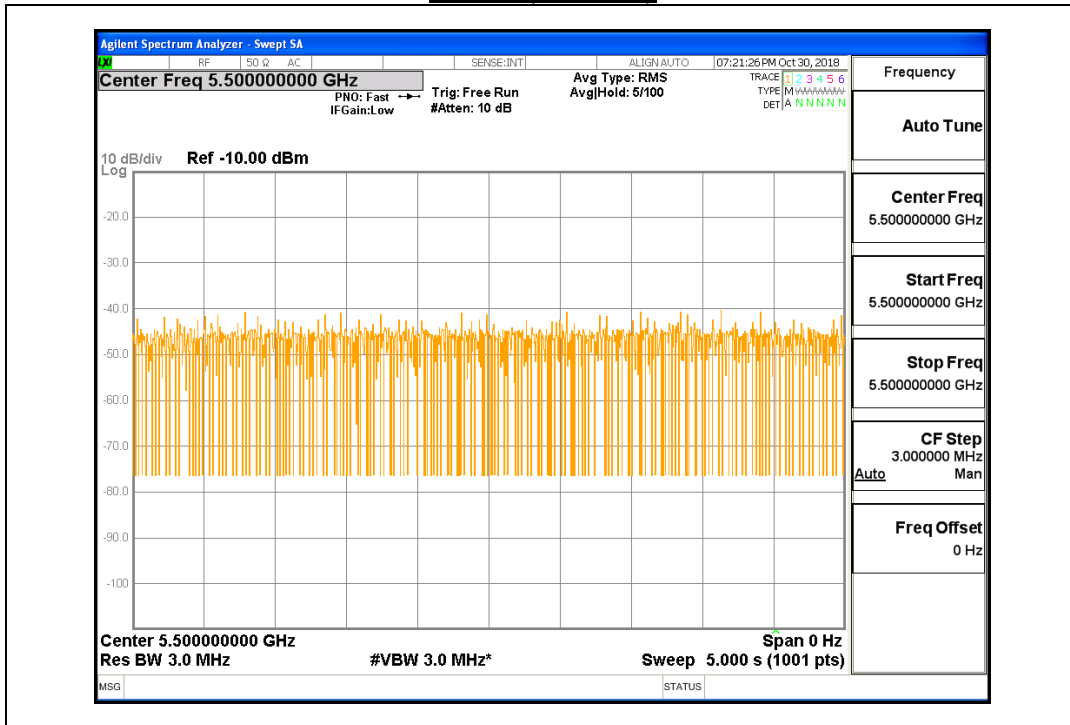 Agilent Spectrum Analyzer - Swept SA
LXI RF 50 Ω AC SENSE:INT ALIGN AUTO 07:21:26 PM Oct 30, 2018
Center Freq 5.500000000 GHz
PNO: Fast
IFGain:Low
Trig: Free Run
#Atten: 10 dB
Avg Type: RMS
Avg|Hold: 5/100
TRACE 1 2 3 4 5 6
TYPE M
DET A N N N N N
10 dB/div Ref -10.00 dBm
Log
-20.0
-30.0
-40.0
-50.0
-60.0
-70.0
-80.0
-90.0
-100
Center 5.500000000 GHz Span 0 Hz
Res BW 3.0 MHz #VBW 3.0 MHz* Sweep 5.000 s (1001 pts)
MSG STATUS
Frequency
Auto Tune
Center Freq
5.500000000 GHz
Start Freq
5.500000000 GHz
Stop Freq
5.500000000 GHz
CF Step
3.000000 MHz
Auto Man
Freq Offset
0 Hz